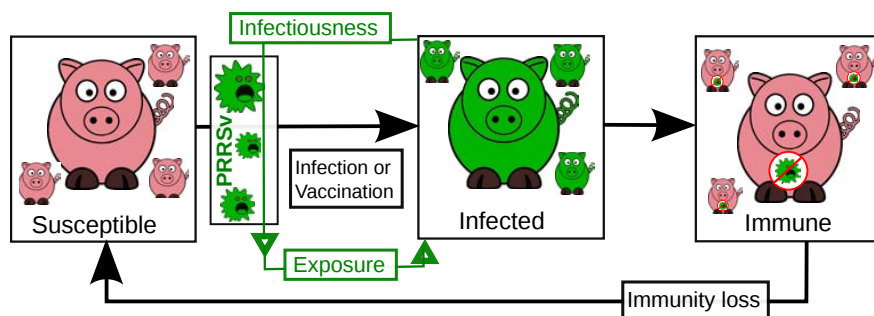 Infectiousness
PRRSv
Infection or
Vaccination
Susceptible
Infected
Immune
Exposure
Immunity loss